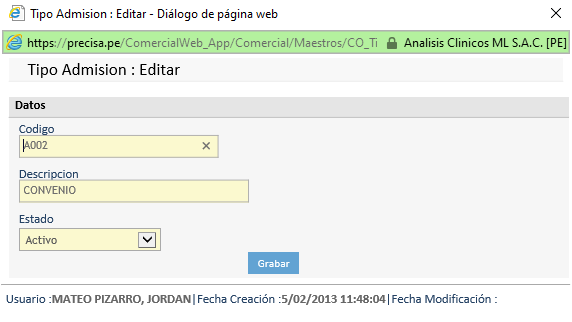 Tipo Admision : Editar - Diálogo de página web
https://precisa.pe/ComercialWeb_App/Comercial/Maestros/CO_Ti Analisis Clinicos ML S.A.C. [PE]
Tipo Admision : Editar
Datos
Codigo
A002
Descripcion
CONVENIO
Estado
Activo
Grabar
Usuario :MATEO PIZARRO, JORDAN|Fecha Creación :5/02/2013 11:48:04|Fecha Modificación :